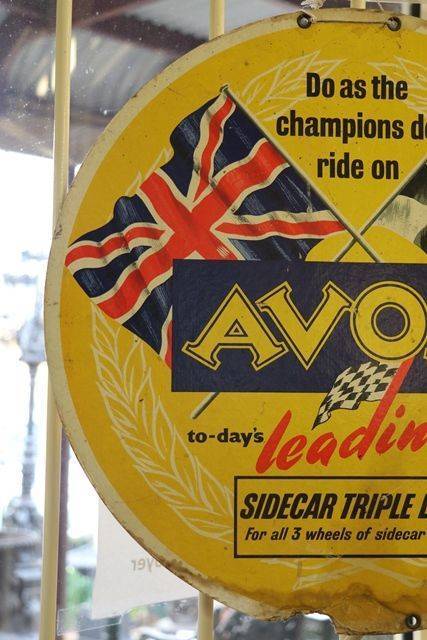 Do as the
champions d
ride on
AVO
to-day's leadin
SIDECAR TRIPLE
For all 3 wheels of sidecar